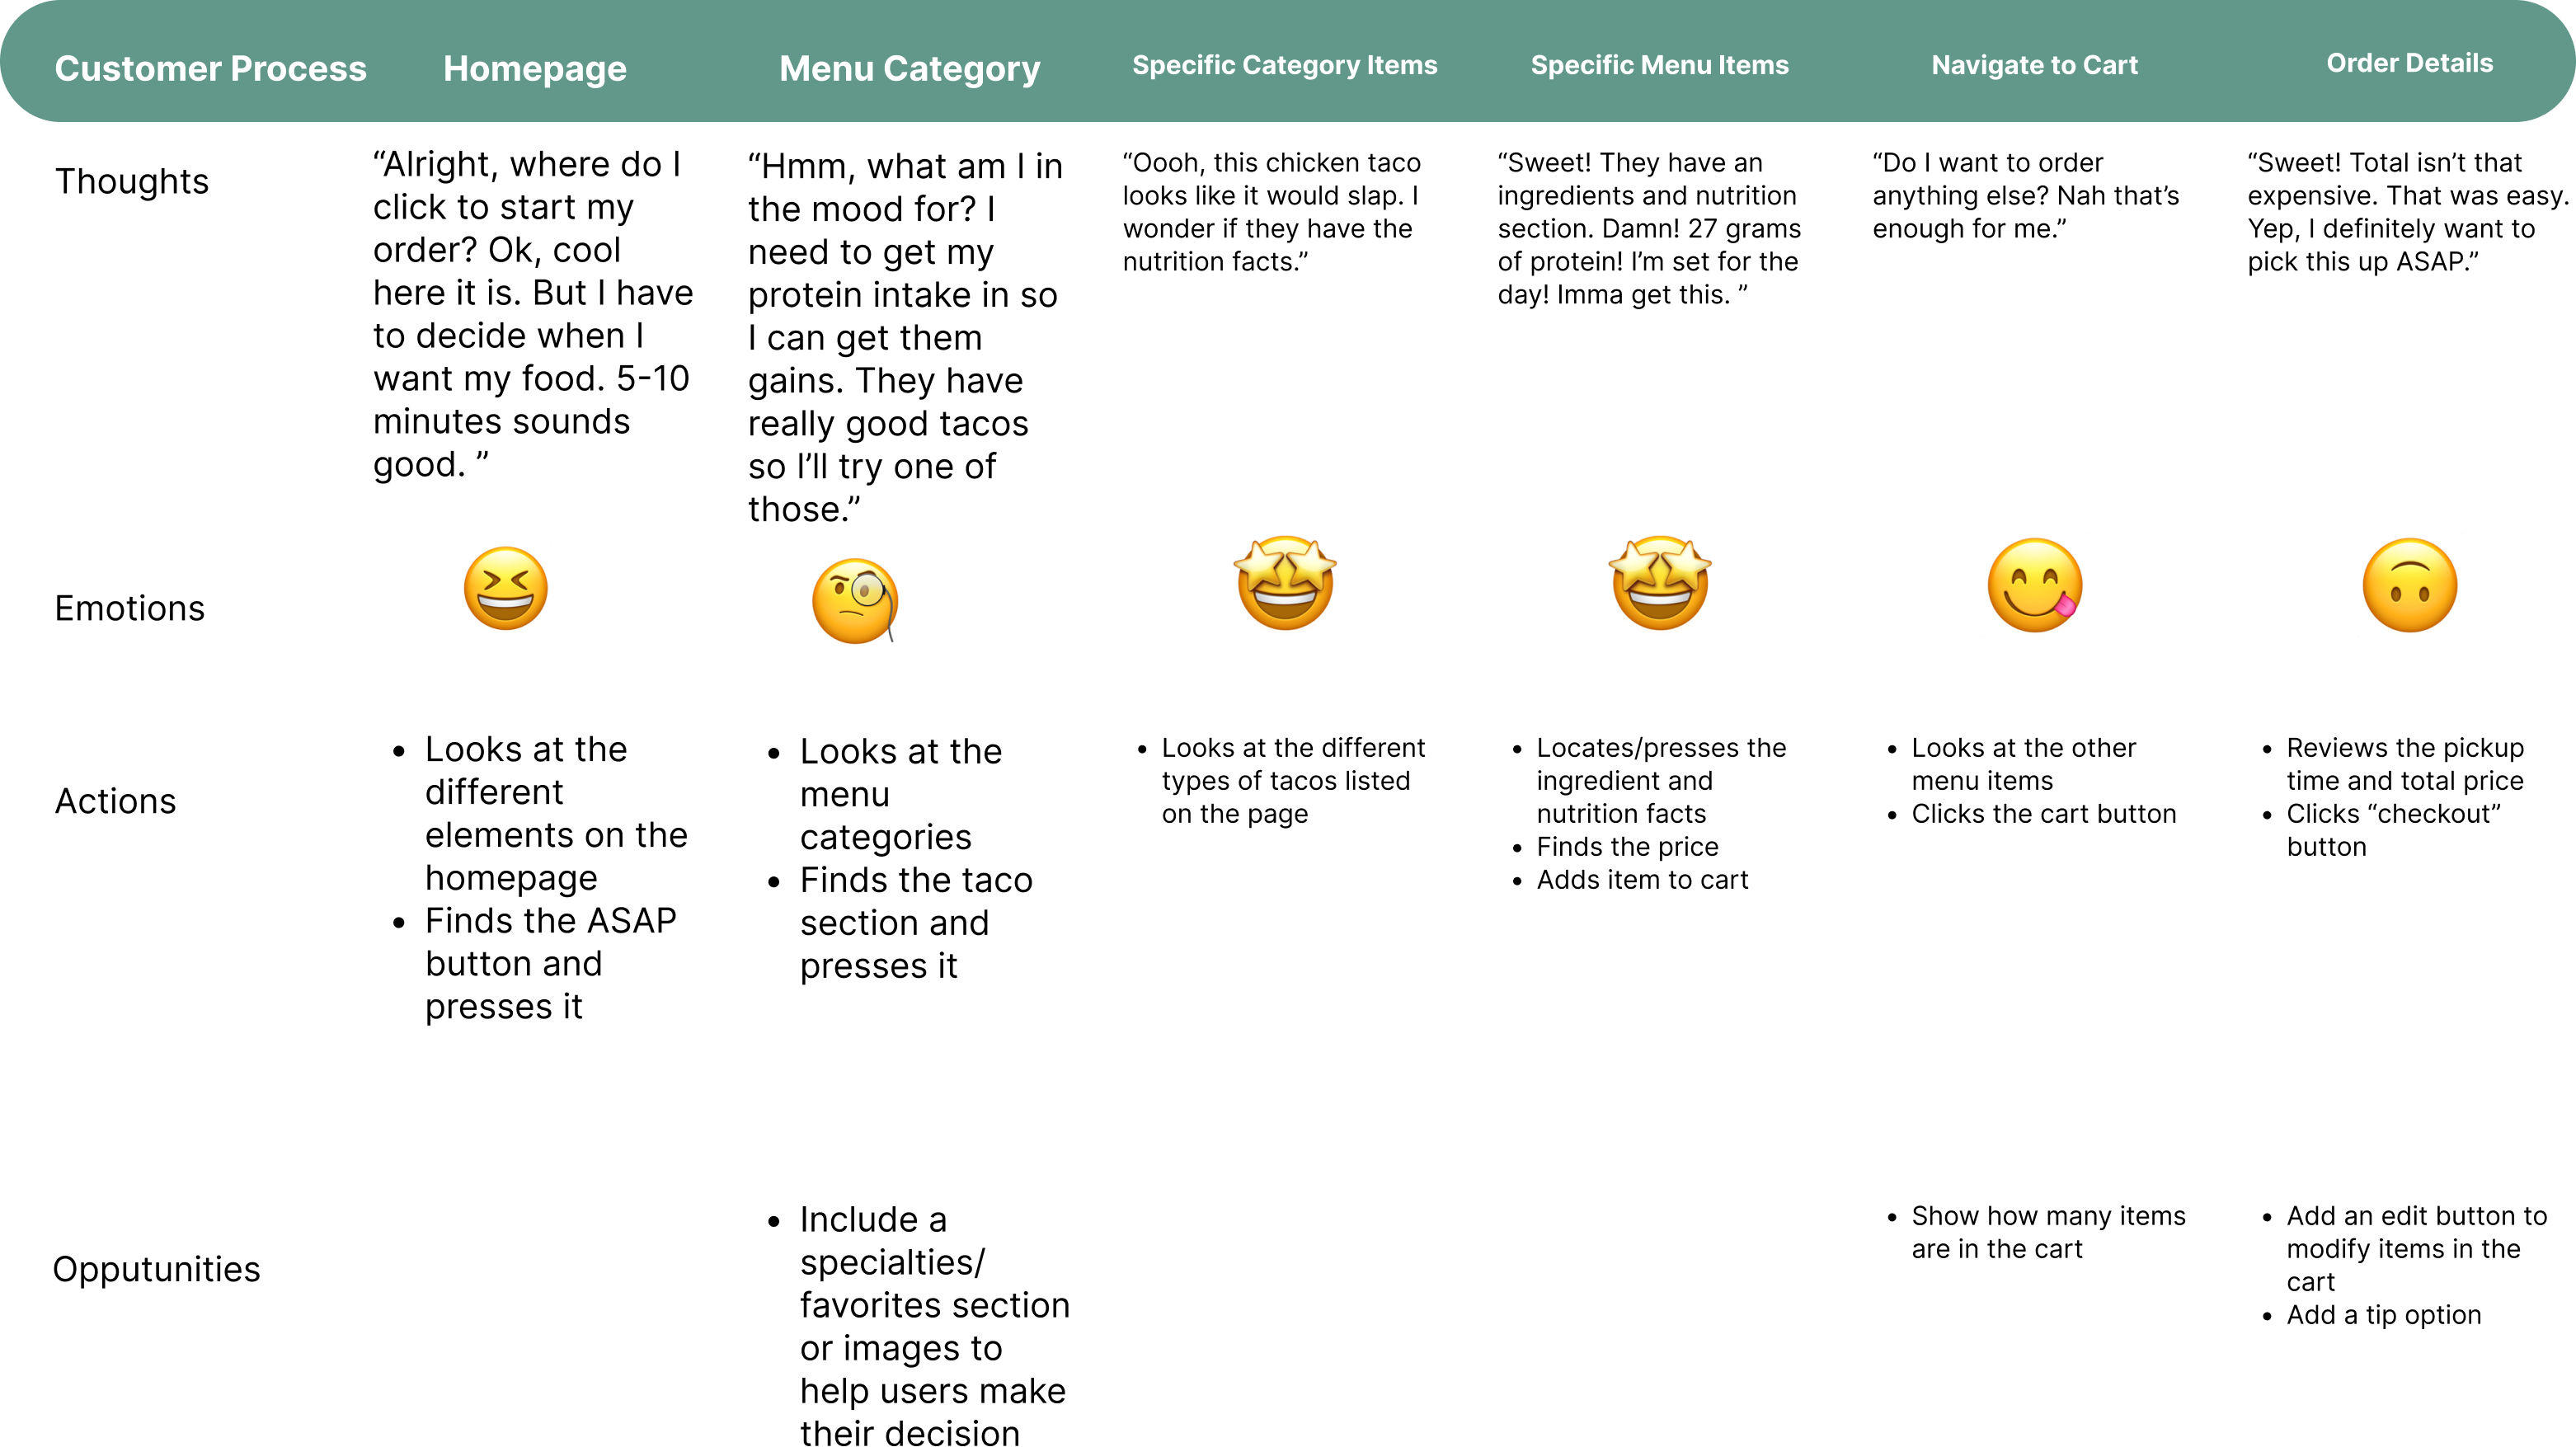 Customer Process
Homepage
Menu Category
Specific Category Items
Specific Menu Items
Navigate to Cart
Order Details
Thoughts
“Alright, where do I
click to start my
order? Ok, cool
here it is. But I have
to decide when I
want my food. 5-10
minutes sounds
good. ”
“Hmm, what am I in
the mood for? I
need to get my
protein intake in so
I can get them
gains. They have
really good tacos
so I’ll try one of
those.”
“Oooh, this chicken taco
looks like it would slap. I
wonder if they have the
nutrition facts.”
“Sweet! They have an
ingredients and nutrition
section. Damn! 27 grams
of protein! I’m set for the
day! Imma get this. ”
“Do I want to order
anything else? Nah that’s
enough for me.”
“Sweet! Total isn’t that
expensive. That was easy.
Yep, I definitely want to
pick this up ASAP.”
Emotions
Actions
• Looks at the
different
elements on the
homepage
• Finds the ASAP
button and
presses it
• Looks at the
menu
categories
• Finds the taco
section and
presses it
• Looks at the different
types of tacos listed
on the page
• Locates/presses the
ingredient and
nutrition facts
• Finds the price
• Adds item to cart
• Looks at the other
menu items
• Clicks the cart button
• Reviews the pickup
time and total price
• Clicks “checkout”
button
Opputunities
• Include a
specialties/
favorites section
or images to
help users make
their decision
• Show how many items
are in the cart
• Add an edit button to
modify items in the
cart
• Add a tip option